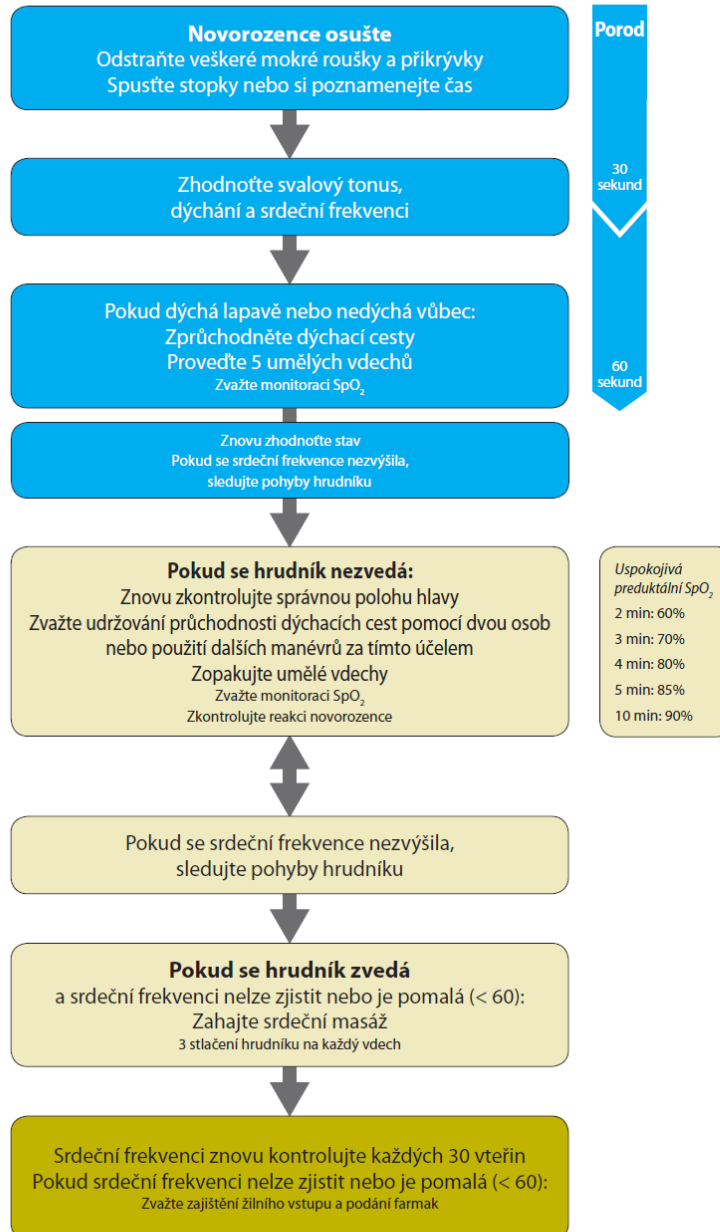 Novorozence osušte
Odstraňte veškeré mokré roušky a přikrývky
Spusťte stopky nebo si poznamenejte čas
Porod
Zhodnoťte svalový tonus,
dýchání a srdeční frekvenci
30
sekund
Pokud dýchá lapavě nebo nedýchá vůbec:
Zprůchodněte dýchací cesty
Proveďte 5 umělých vdechů
Zvažte monitoraci SpO₂
60
sekund
Znovu zhodnoťte stav
Pokud se srdeční frekvence nezvýšila,
sledujte pohyby hrudníku
Pokud se hrudník nezvedá:
Znovu zkontrolujte správnou polohu hlavy
Zvažte udržování průchodnosti dýchacích cest pomocí dvou osob
nebo použití dalších manévrů za tímto účelem
Zopakujte umělé vdechy
Zvažte monitoraci SpO₂
Zkontrolujte reakci novorozence
Uspokojivá
preduktální SpO₂
2 min: 60%
3 min: 70%
4 min: 80%
5 min: 85%
10 min: 90%
Pokud se srdeční frekvence nezvýšila,
sledujte pohyby hrudníku
Pokud se hrudník zvedá
a srdeční frekvenci nelze zjistit nebo je pomalá (< 60):
Zahajte srdeční masáž
3 stlačení hrudníku na každý vdech
Srdeční frekvenci znovu kontrolujte každých 30 vteřin
Pokud srdeční frekvenci nelze zjistit nebo je pomalá (< 60):
Zvažte zajištění žilního vstupu a podání farmak